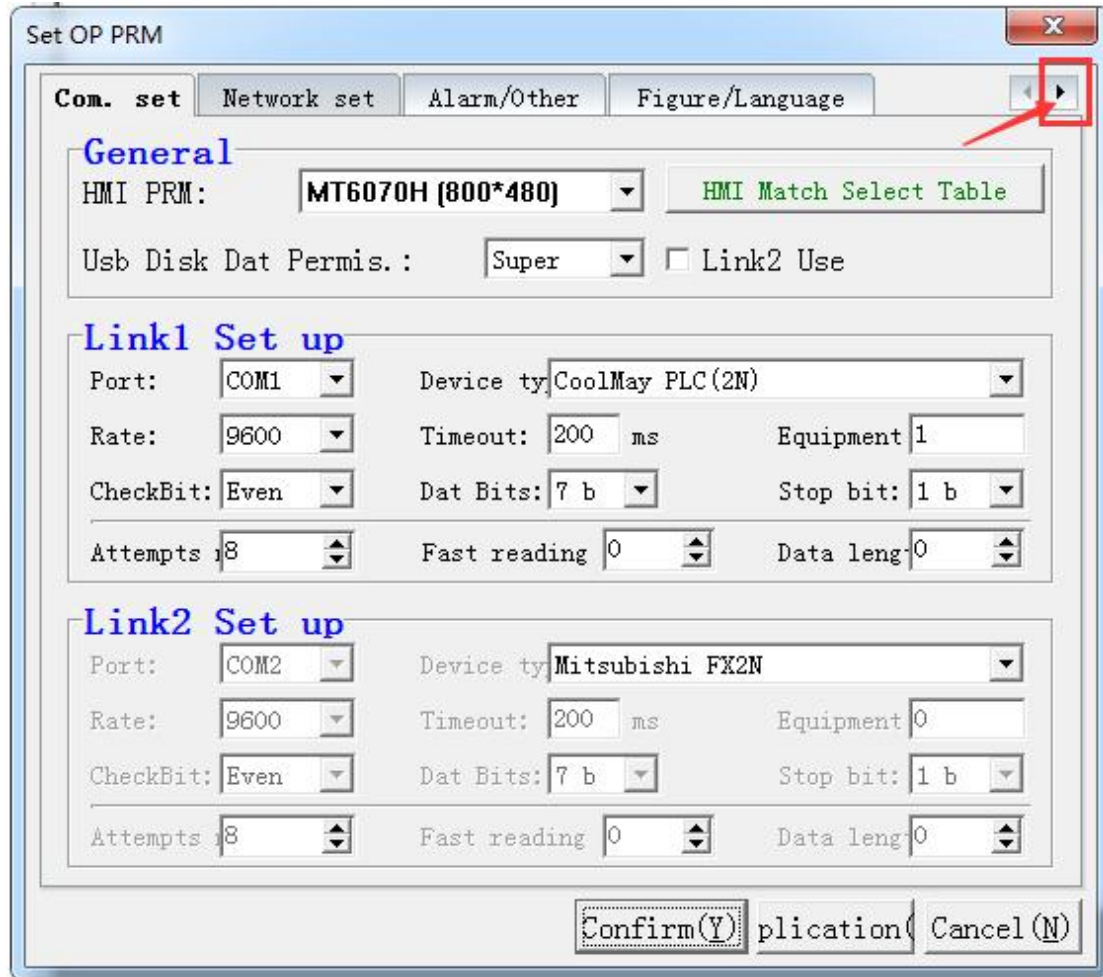 Set OP PRM
Com. set Network set Alarm/Other Figure/Language
General
HMI PRM: MT6070H (800*480) HMI Match Select Table
Usb Disk Dat Permis.: Super Link2 Use
Link1 Set up
Port: COM1 Device ty CoolMay PLC(2N)
Rate: 9600 Timeout: 200 ms Equipment 1
CheckBit: Even Dat Bits: 7 b Stop bit: 1 b
Attempts 8 Fast reading 0 Data leng 0
Link2 Set up
Port: COM2 Device ty Mitsubishi FX2N
Rate: 9600 Timeout: 200 ms Equipment 0
CheckBit: Even Dat Bits: 7 b Stop bit: 1 b
Attempts 8 Fast reading 0 Data leng 0
Confirm(Y) plication( Cancel(N)